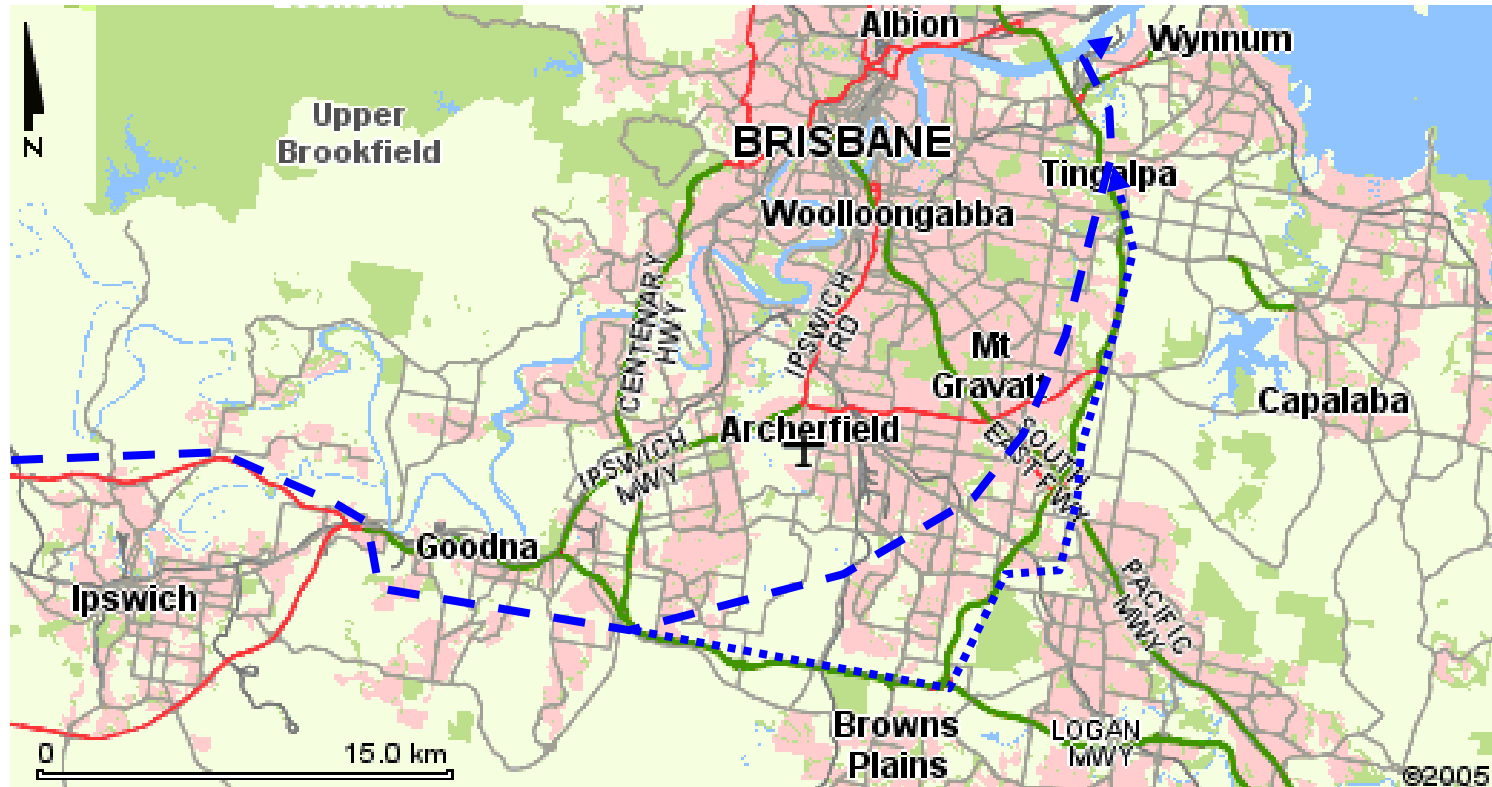 Albion
Wynnum
Upper
Brookfield
N
BRISBANE
Tingalpa
Woolloongabba
CENTENARY
HWY
IPSWICH
RD
Mt
Gravatt
Capalaba
Archerfield
SOUTH
EAST FWY
IPSWICH
MWY
Goodna
Ipswich
PACIFIC
MWY
Browns
Plains
LOGAN
MWY
0 15.0 km
©2005